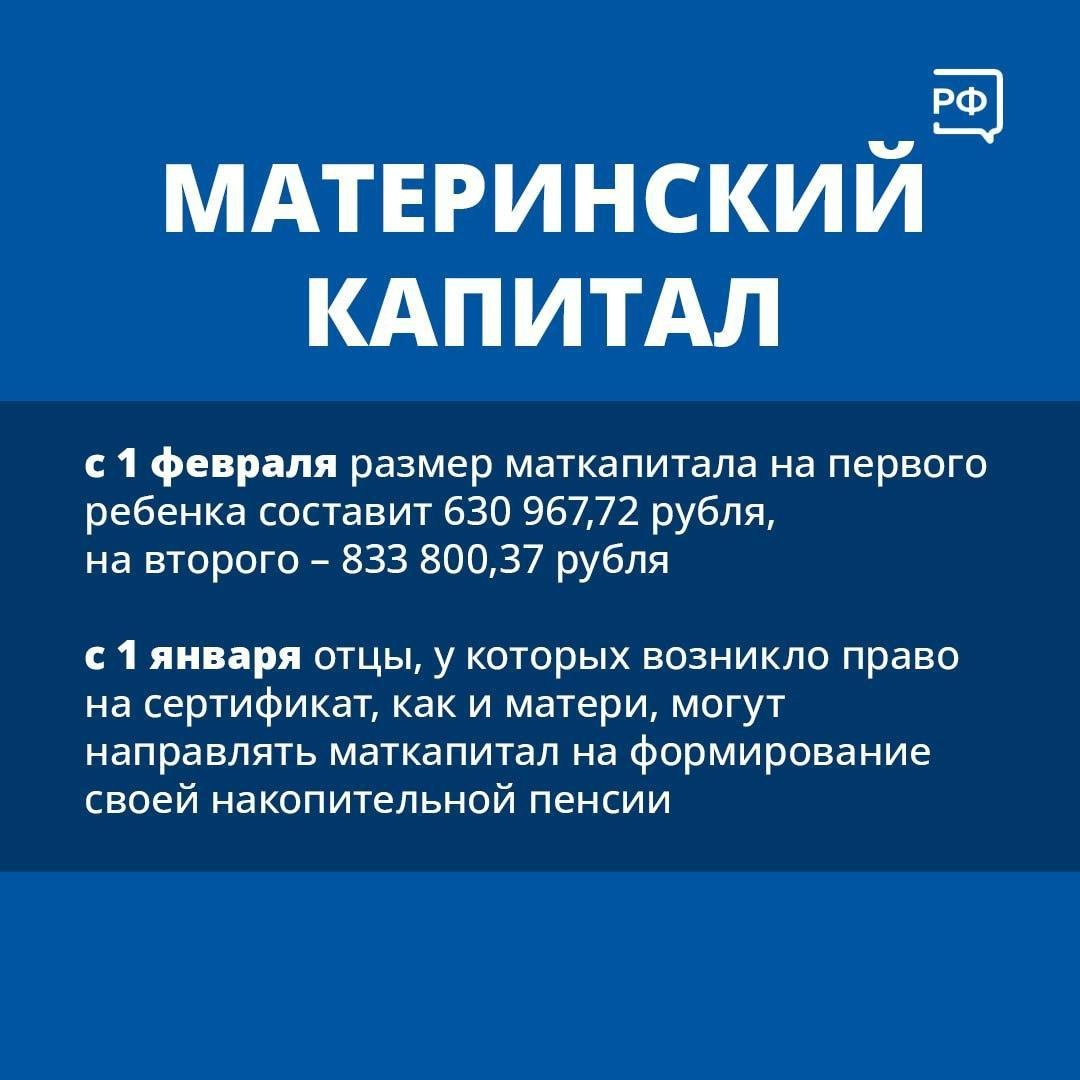 РФ
МАТЕРИНСКИЙ
КАПИТАЛ
с 1 февраля размер маткапитала на первого
ребенка составит 630 967,72 рубля,
на второго – 833 800,37 рубля
с 1 января отцы, у которых возникло право
на сертификат, как и матери, могут
направлять маткапитал на формирование
своей накопительной пенсии